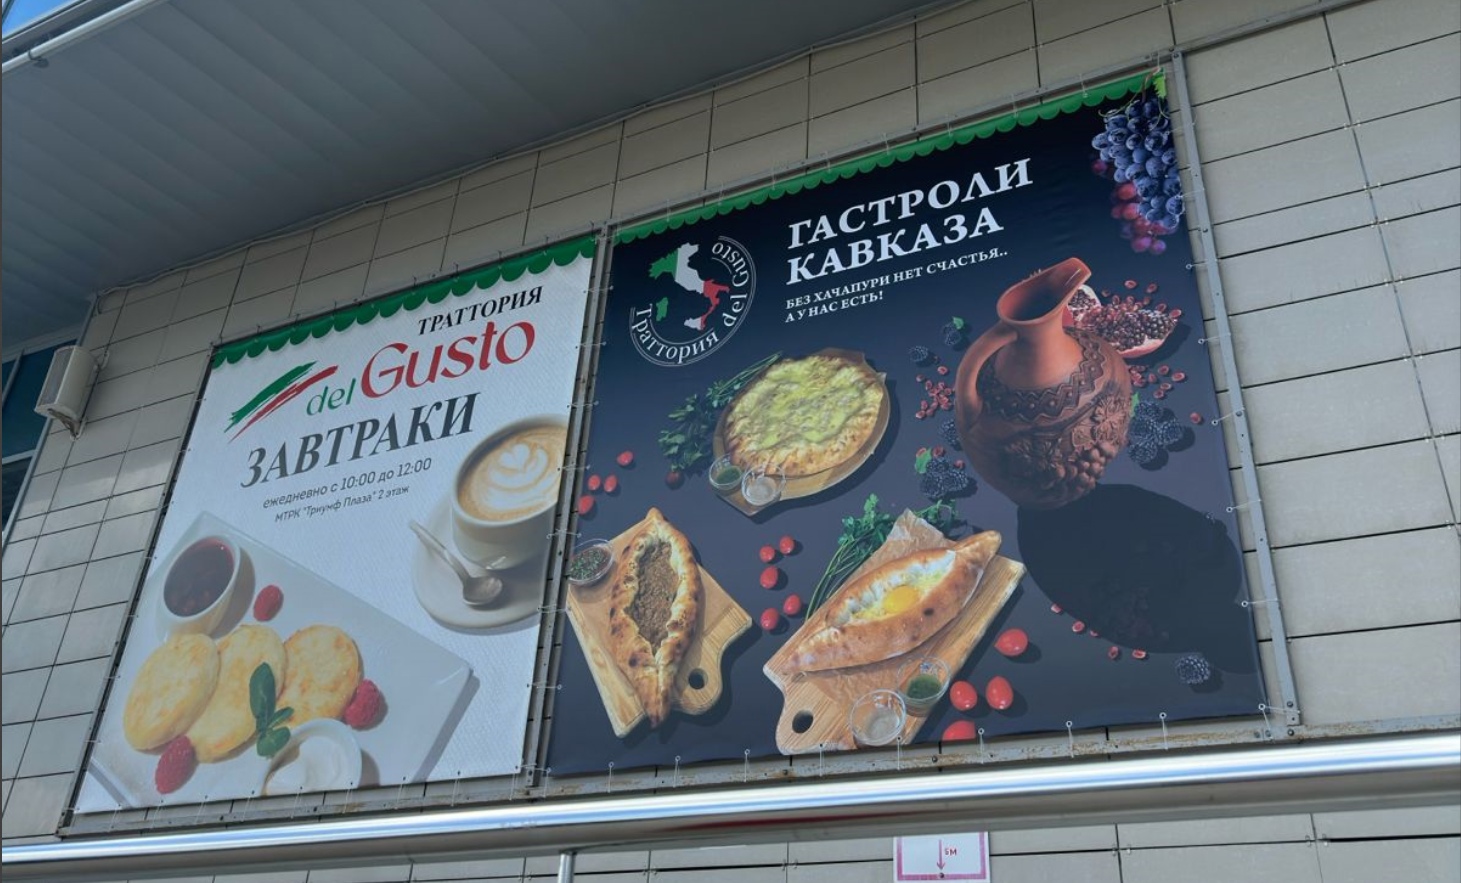 ТРАТТОРИЯ
del Gusto
ЗАВТРАКИ
ежедневно с 10:00 до 12:00
МТРК "Триумф Плаза" 2 этаж
Траттория del Gusto
ГАСТРОЛИ
КАВКАЗА
БЕЗ ХАЧАПУРИ НЕТ СЧАСТЬЯ..
А У НАС ЕСТЬ!
5м